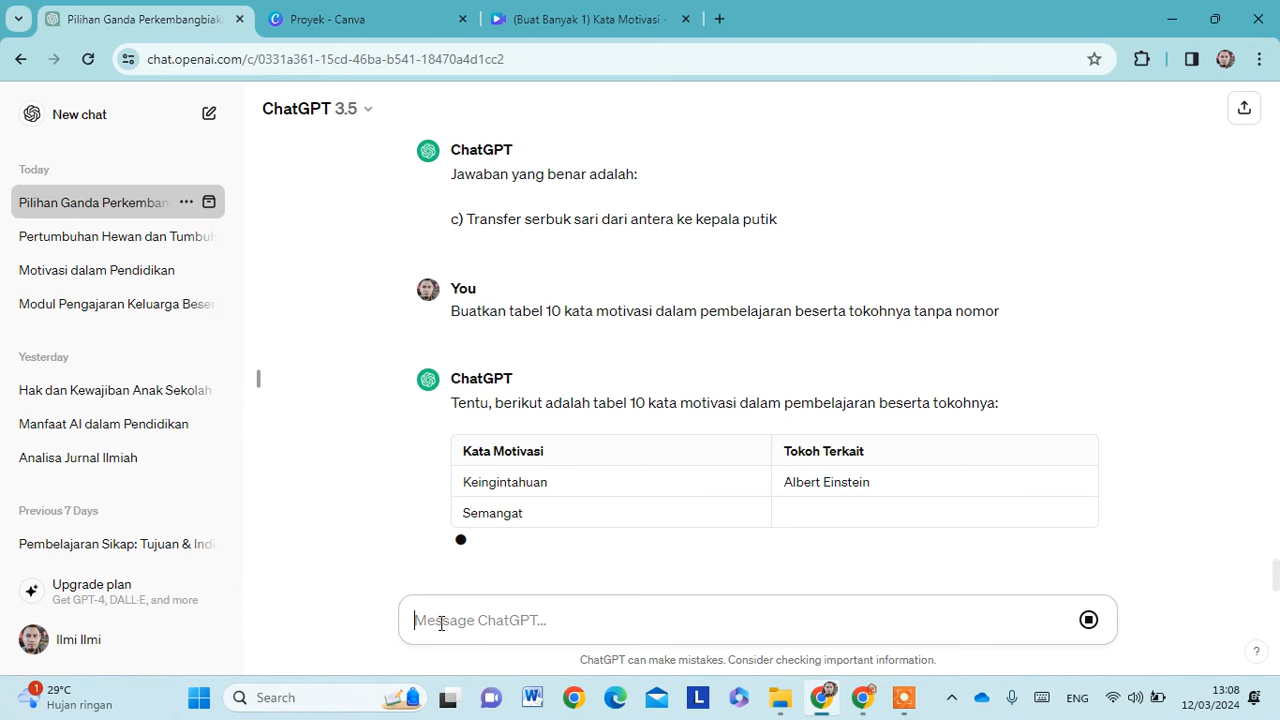 Pilihan Ganda Perkembangbiak
Proyek - Canva
(Buat Banyak 1) Kata Motivasi -
chat.openai.com/c/0331a361-15cd-46ba-b541-18470a4d1cc2
New chat
ChatGPT 3.5
Today
Pilihan Ganda Perkemban
Pertumbuhan Hewan dan Tumbuh
Motivasi dalam Pendidikan
Modul Pengajaran Keluarga Beser
Yesterday
Hak dan Kewajiban Anak Sekolah
Manfaat AI dalam Pendidikan
Analisa Jurnal Ilmiah
Previous 7 Days
Pembelajaran Sikap: Tujuan & Indi
Upgrade plan
Get GPT-4, DALL·E, and more
Ilmi Ilmi
ChatGPT
Jawaban yang benar adalah:
c) Transfer serbuk sari dari antera ke kepala putik
You
Buatkan tabel 10 kata motivasi dalam pembelajaran beserta tokohnya tanpa nomor
ChatGPT
Tentu, berikut adalah tabel 10 kata motivasi dalam pembelajaran beserta tokohnya:
Kata Motivasi Tokoh Terkait
Keingintahuan Albert Einstein
Semangat
Message ChatGPT...
ChatGPT can make mistakes. Consider checking important information.
?
1
29°C
Hujan ringan
Search
ENG
13:08
12/03/2024